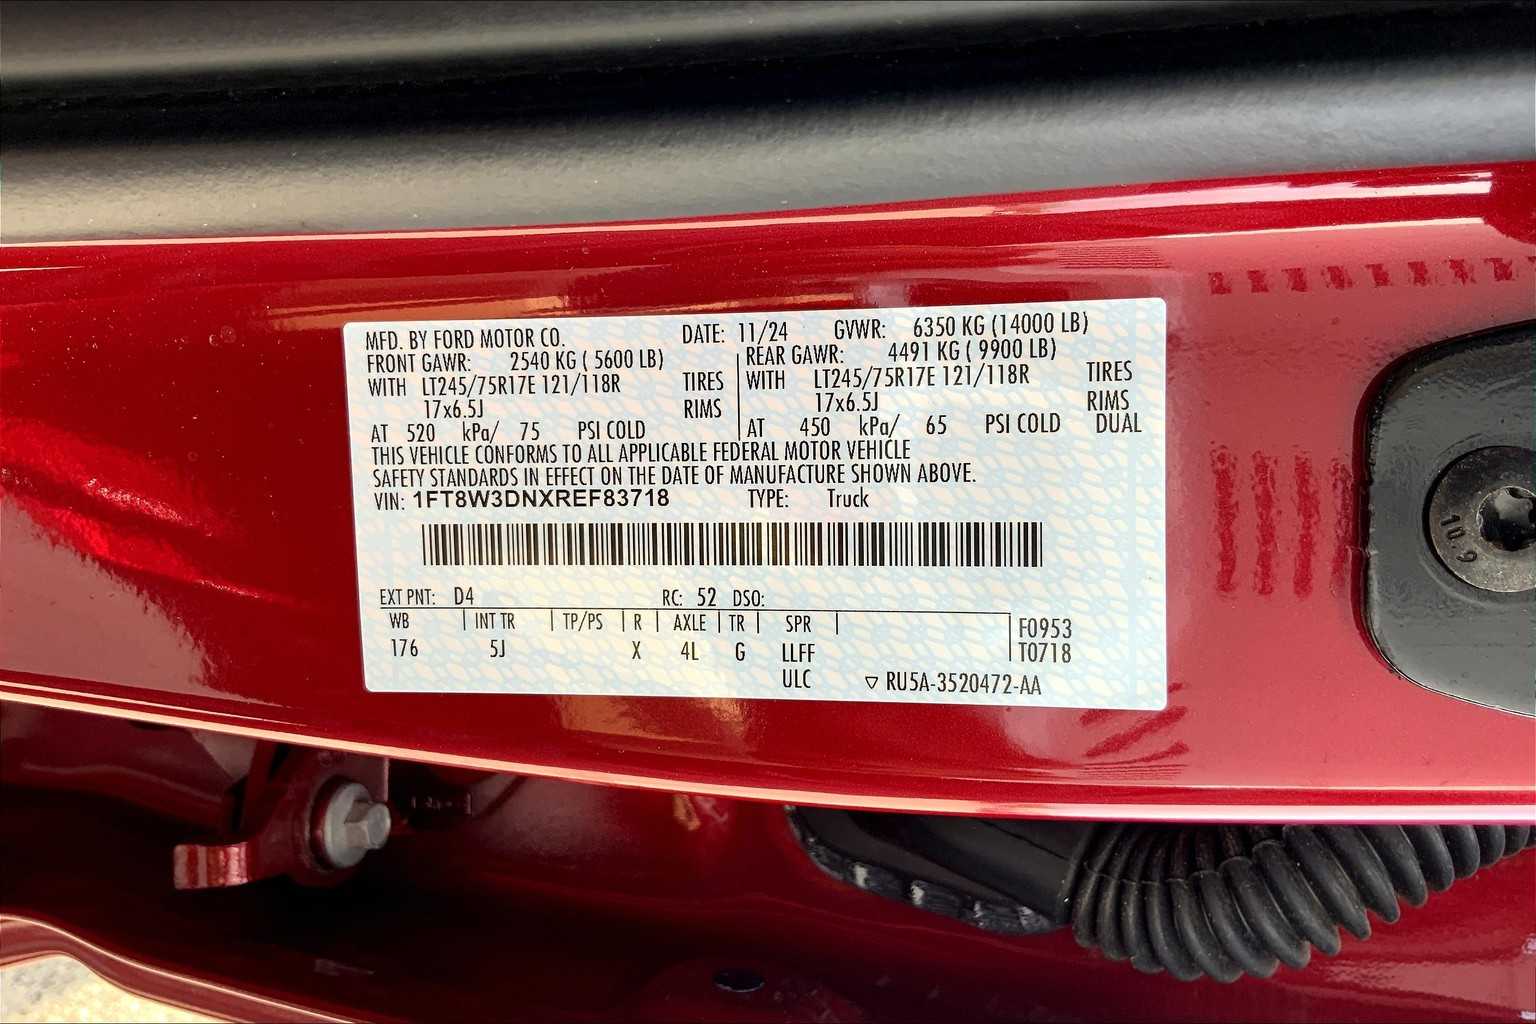 MFD. BY FORD MOTOR CO. DATE: 11/24 GVWR: 6350 KG (14000 LB)
FRONT GAWR: 2540 KG ( 5600 LB) REAR GAWR: 4491 KG ( 9900 LB)
WITH LT245/75R17E 121/118R TIRES WITH LT245/75R17E 121/118R TIRES
17x6.5J RIMS 17x6.5J RIMS
AT 520 kPa/ 75 PSI COLD AT 450 kPa/ 65 PSI COLD DUAL
THIS VEHICLE CONFORMS TO ALL APPLICABLE FEDERAL MOTOR VEHICLE
SAFETY STANDARDS IN EFFECT ON THE DATE OF MANUFACTURE SHOWN ABOVE.
VIN: 1FT8W3DNXREF83718 TYPE: Truck
EXT PNT: D4 RC: 52 DSO:
WB INT TR TP/PS R AXLE TR SPR F0953
176 5J X 4L G LLFF T0718
ULC ▽ RU5A-3520472-AA
10.9